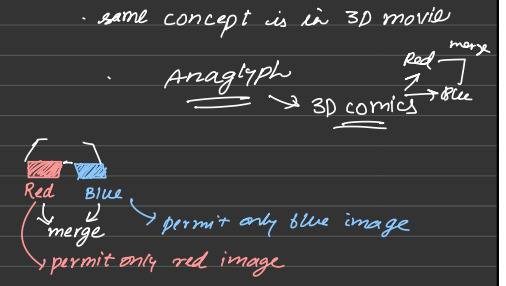 · same concept is in 3D movie
merge
Red
· Anaglyph
Blue
3D comics
Red Blue
permit only blue image
merge
permit only red image